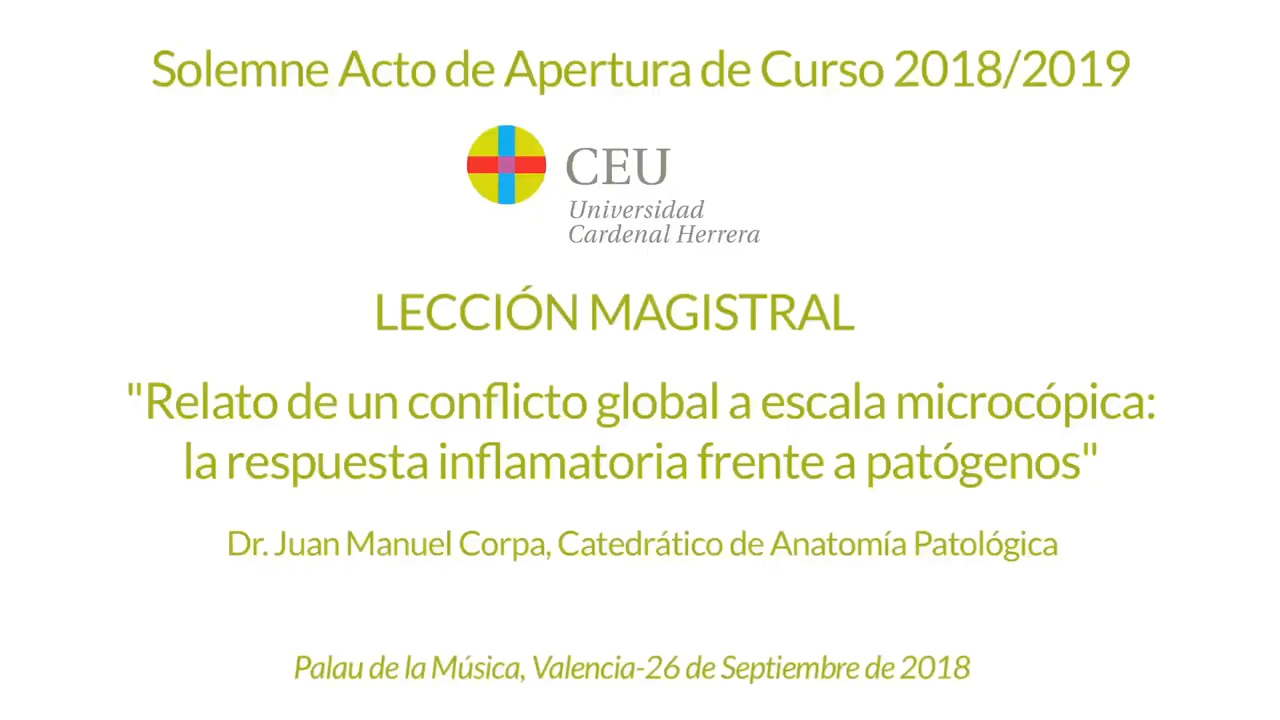 Solemne Acto de Apertura de Curso 2018/2019
CEU
Universidad
Cardenal Herrera
LECCIÓN MAGISTRAL
"Relato de un conflicto global a escala microcópica:
la respuesta inflamatoria frente a patógenos"
Dr. Juan Manuel Corpa, Catedrático de Anatomía Patológica
Palau de la Música, Valencia-26 de Septiembre de 2018